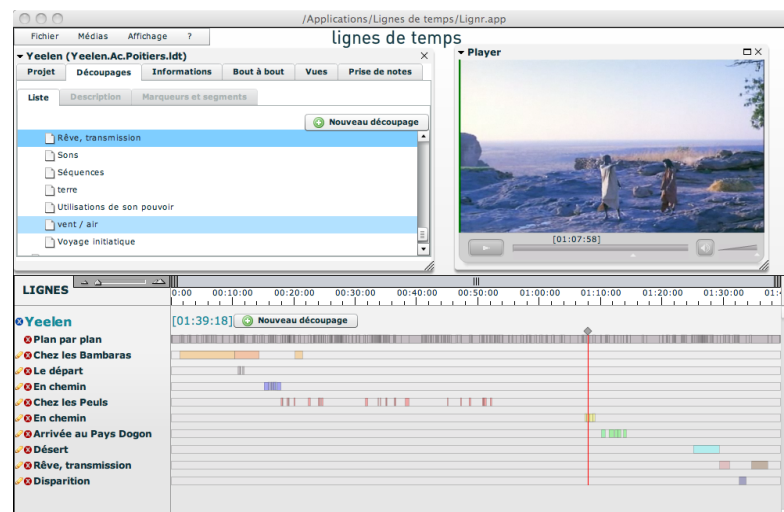 /Applications/Lignes de temps/Lignr.app
Fichier Médias Affichage ?
lignes de temps
Yeelen (Yeelen.Ac.Poitiers.ldt)
Projet Découpages Informations Bout à bout Vues Prise de notes
Liste Description Marqueurs et segments
Nouveau découpage
Rêve, transmission
Sons
Séquences
terre
Utilisations de son pouvoir
vent / air
Voyage initiatique
Player
[01:07:58]
LIGNES
0:00 00:10:00 00:20:00 00:30:00 00:40:00 00:50:00 01:00:00 01:10:00 01:20:00 01:30:00
Yeelen [01:39:18] Nouveau découpage
Plan par plan
Chez les Bambaras
Le départ
En chemin
Chez les Peuls
En chemin
Arrivée au Pays Dogon
Désert
Rêve, transmission
Disparition